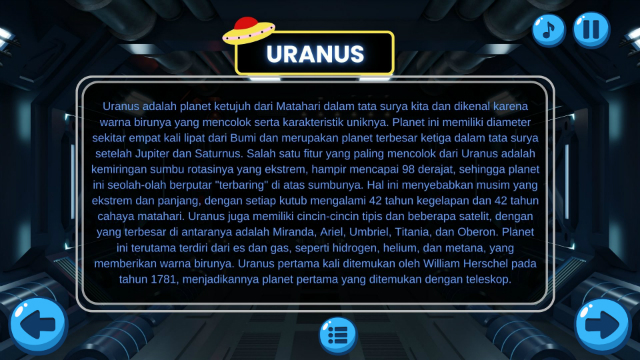 URANUS
Uranus adalah planet ketujuh dari Matahari dalam tata surya kita dan dikenal karena
warna birunya yang mencolok serta karakteristik uniknya. Planet ini memiliki diameter
sekitar empat kali lipat dari Bumi dan merupakan planet terbesar ketiga dalam tata surya
setelah Jupiter dan Saturnus. Salah satu fitur yang paling mencolok dari Uranus adalah
kemiringan sumbu rotasinya yang ekstrem, hampir mencapai 98 derajat, sehingga planet
ini seolah-olah berputar "terbaring" di atas sumbunya. Hal ini menyebabkan musim yang
ekstrem dan panjang, dengan setiap kutub mengalami 42 tahun kegelapan dan 42 tahun
cahaya matahari. Uranus juga memiliki cincin-cincin tipis dan beberapa satelit, dengan
yang terbesar di antaranya adalah Miranda, Ariel, Umbriel, Titania, dan Oberon. Planet
ini terutama terdiri dari es dan gas, seperti hidrogen, helium, dan metana, yang
memberikan warna birunya. Uranus pertama kali ditemukan oleh William Herschel pada
tahun 1781, menjadikannya planet pertama yang ditemukan dengan teleskop.